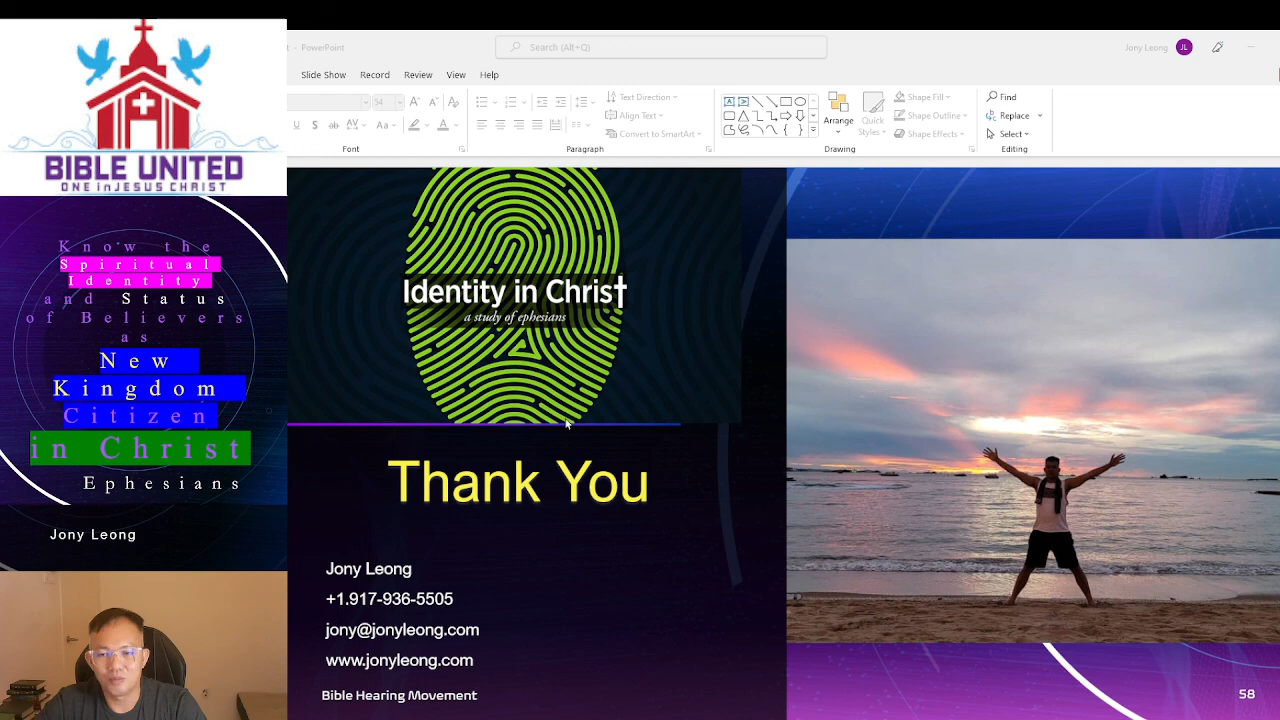 BIBLE UNITED
ONE in JESUS CHRIST
Know the
Spiritual
Identity
and Status
of Believers
as
New
Kingdom
Citizen
in Christ
Ephesians
Jony Leong
t - PowerPoint
Search (Alt+Q)
Jony Leong
JL
Slide Show
Record
Review
View
Help
54
Text Direction
Align Text
Convert to SmartArt
Arrange
Quick
Styles
Shape Fill
Shape Outline
Shape Effects
Find
Replace
Select
Font
Paragraph
Drawing
Editing
Identity in Christ
a study of ephesians
Thank You
Jony Leong
+1.917-936-5505
jony@jonyleong.com
www.jonyleong.com
Bible Hearing Movement
58